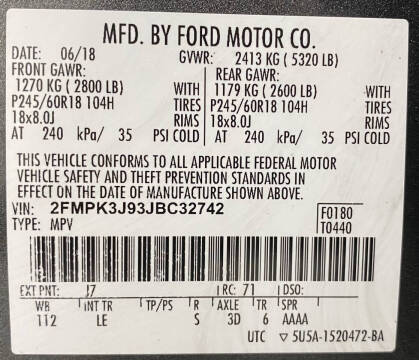 MFD. BY FORD MOTOR CO.
DATE: 06/18 GVWR: 2413 KG ( 5320 LB)
FRONT GAWR: REAR GAWR:
1270 KG ( 2800 LB) WITH 1179 KG ( 2600 LB) WITH
P245/60R18 104H TIRES P245/60R18 104H TIRES
18x8.0J RIMS 18x8.0J RIMS
AT 240 kPa/ 35 PSI COLD AT 240 kPa/ 35 PSI COLD
THIS VEHICLE CONFORMS TO ALL APPLICABLE FEDERAL MOTOR
VEHICLE SAFETY AND THEFT PREVENTION STANDARDS IN
EFFECT ON THE DATE OF MANUFACTURE SHOWN ABOVE.
VIN: 2FMPK3J93JBC32742 F0180
TYPE: MPV T0440
EXT PNT: J7 RC: 71 DSO:
WB INT TR TP/PS R AXLE TR SPR
112 LE S 3D 6 AAAA
UTC ▽ 5U5A-1520472-BA